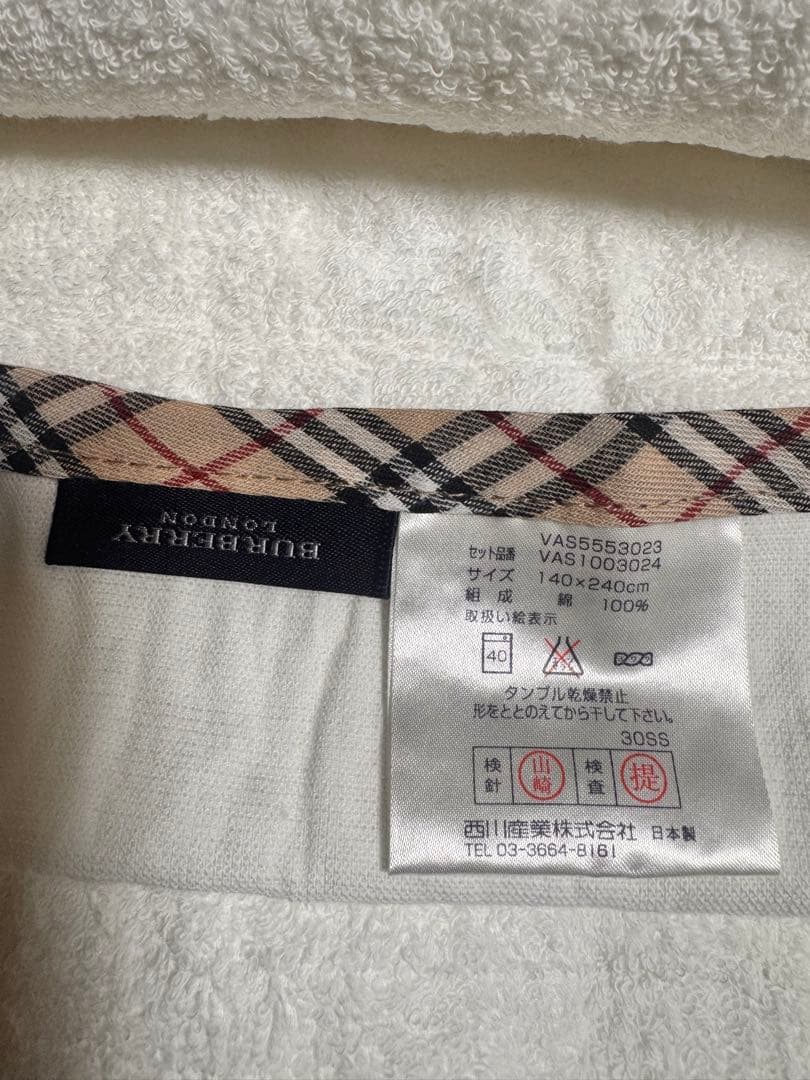 BURBERRY
LONDON
VAS5553023
セット品番 VAS1003024
サイズ 140×240cm
組成 綿 100%
取扱い絵表示
40
タンブル乾燥禁止
形をととのえてから干して下さい。
30SS
検針 山崎 検査 提
西川産業株式会社 日本製
TEL 03-3664-8161